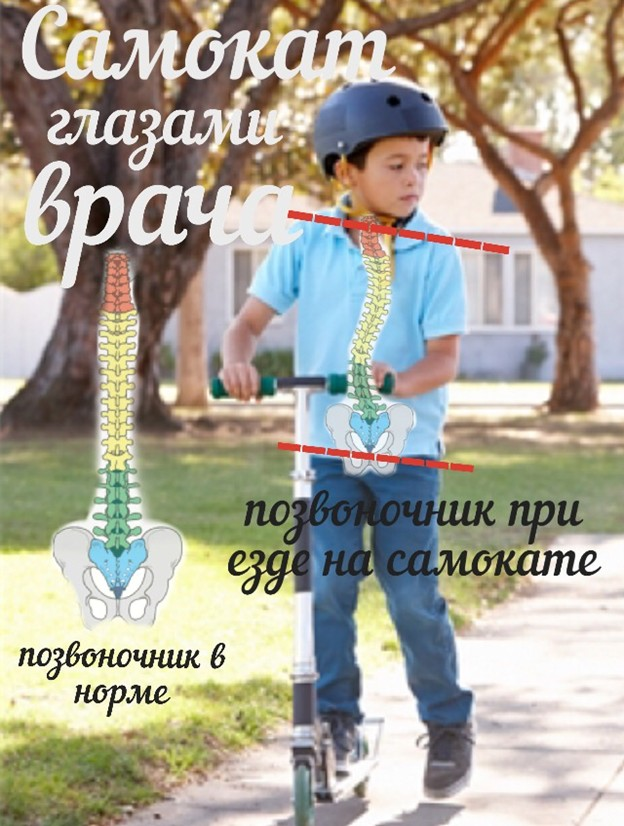 Самокат
глазами
врача
позвоночник при
езде на самокате
позвоночник в
норме